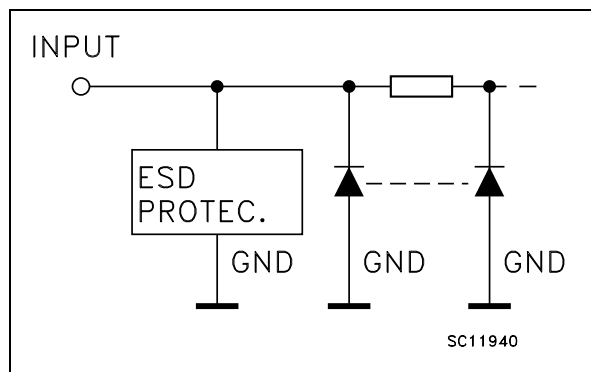 INPUT
ESD
PROTEC.
GND
GND
GND
SC11940